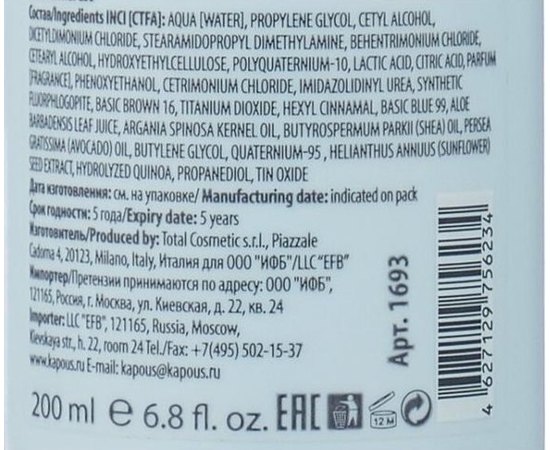 Состав/Ingredients INCI [CTFA]: AQUA [WATER], PROPYLENE GLYCOL, CETYL ALCOHOL,
DICETYLDIMONIUM CHLORIDE, STEARAMIDOPROPYL DIMETHYLAMINE, BEHENTRIMONIUM CHLORIDE,
CETEARYL ALCOHOL, HYDROXYETHYLCELLULOSE, POLYQUATERNIUM-10, LACTIC ACID, CITRIC ACID, PARFUM
[FRAGRANCE], PHENOXYETHANOL, CETRIMONIUM CHLORIDE, IMIDAZOLIDINYL UREA, SYNTHETIC
FLUORPHLOGOPITE, BASIC BROWN 16, TITANIUM DIOXIDE, HEXYL CINNAMAL, BASIC BLUE 99, ALOE
BARBADENSIS LEAF JUICE, ARGANIA SPINOSA KERNEL OIL, BUTYROSPERMUM PARKII (SHEA) OIL, PERSEA
GRATISSIMA (AVOCADO) OIL, BUTYLENE GLYCOL, QUATERNIUM-95 , HELIANTHUS ANNUUS (SUNFLOWER)
SEED EXTRACT, HYDROLYZED QUINOA, PROPANEDIOL, TIN OXIDE
Дата изготовления: см. на упаковке/ Manufacturing date: indicated on pack
Срок годности: 5 года/Expiry date: 5 years
Изготовитель/Produced by: Total Cosmetic s.r.l., Piazzale
Cadorna 4, 20123, Milano, Italy, Италия для ООО "ИФБ"/LLC "EFB"
Импортер/Претензии принимаются по адресу: ООО "ИФБ",
121165, Россия, г. Москва, ул. Киевская, д. 22, кв. 24
Importer: LLC "EFB", 121165, Russia, Moscow,
Kievskaya str., h. 22, room 24 Tel./Fax: +7(495) 502-15-37
www.kapous.ru E-mail: kapous@kapous.ru
Арт. 1693
4 627129 756234
200 ml e 6.8 fl. oz. EAC 12 M